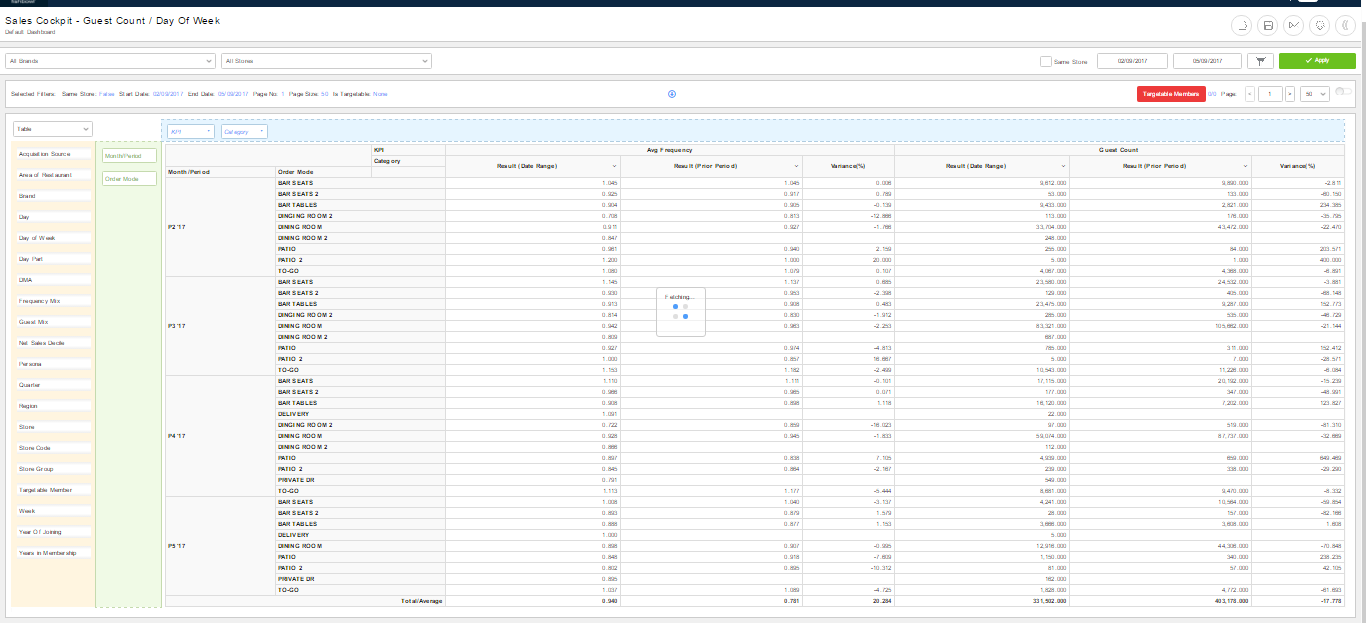 Sales Cockpit - Guest Count / Day Of Week
Default Dashboard
All Brands All Stores Same Store 02/09/2017 05/09/2017 Apply
Selected Filters: Same Store: False Start Date: 02/09/2017 End Date: 05/09/2017 Page No: 1 Page Size: 50 Is Targetable: None Targetable Members 0/0 Page: < 1 > 50
Table KPI Category
Acquisition Source
Area of Restaurant
Brand
Day
Day of Week
Day Part
DMA
Frequency Mix
Guest Mix
Net Sales Decile
Persona
Quarter
Region
Store
Store Code
Store Group
Targetable Member
Week
Year Of Joining
Years in Membership
Month/Period
Order Mode
KPI Avg Frequency Guest Count
Category Result (Date Range) Result (Prior Period) Variance(%) Result (Date Range) Result (Prior Period) Variance(%)
Month/Period Order Mode
P2 '17
BAR SEATS 1.045 1.045 0.006 9,612.000 9,890.000 -2.811
BAR SEATS 2 0.925 0.917 0.789 53.000 133.000 -60.150
BAR TABLES 0.904 0.905 -0.139 9,433.000 2,821.000 234.385
DINGING ROOM 2 0.708 0.813 -12.886 113.000 176.000 -35.795
DINING ROOM 0.911 0.927 -1.766 33,704.000 43,472.000 -22.470
DINING ROOM 2 0.847 248.000
PATIO 0.961 0.940 2.159 255.000 84.000 203.571
PATIO 2 1.200 1.000 20.000 5.000 1.000 400.000
TO-GO 1.080 1.079 0.107 4,067.000 4,368.000 -6.891
P3 '17
BAR SEATS 1.145 1.137 0.685 23,580.000 24,532.000 -3.881
BAR SEATS 2 0.930 0.953 -2.398 129.000 405.000 -68.148
BAR TABLES 0.913 0.908 0.483 23,475.000 9,287.000 152.773
DINGING ROOM 2 0.814 0.830 -1.912 285.000 535.000 -46.729
DINING ROOM 0.942 0.963 -2.253 83,321.000 105,662.000 -21.144
DINING ROOM 2 0.809 687.000
PATIO 0.927 0.974 -4.813 785.000 311.000 152.412
PATIO 2 1.000 0.857 16.667 5.000 7.000 -28.571
TO-GO 1.153 1.182 -2.499 10,543.000 11,226.000 -6.084
P4 '17
BAR SEATS 1.110 1.111 -0.101 17,115.000 20,192.000 -15.239
BAR SEATS 2 0.966 0.965 0.071 177.000 347.000 -48.991
BAR TABLES 0.908 0.898 1.118 16,120.000 7,202.000 123.827
DELIVERY 1.091 22.000
DINGING ROOM 2 0.722 0.859 -16.023 97.000 519.000 -81.310
DINING ROOM 0.928 0.945 -1.833 59,074.000 87,737.000 -32.669
DINING ROOM 2 0.866 112.000
PATIO 0.897 0.838 7.105 4,939.000 659.000 649.469
PATIO 2 0.845 0.864 -2.167 239.000 338.000 -29.290
PRIVATE DR 0.791 549.000
TO-GO 1.113 1.177 -5.444 8,681.000 9,470.000 -8.332
P5 '17
BAR SEATS 1.008 1.040 -3.137 4,241.000 10,564.000 -59.854
BAR SEATS 2 0.893 0.879 1.579 28.000 157.000 -82.166
BAR TABLES 0.888 0.877 1.153 3,666.000 3,608.000 1.608
DELIVERY 1.000 5.000
DINING ROOM 0.898 0.907 -0.995 12,916.000 44,308.000 -70.848
PATIO 0.848 0.918 -7.609 1,150.000 340.000 238.235
PATIO 2 0.802 0.895 -10.312 81.000 57.000 42.105
PRIVATE DR 0.895 162.000
TO-GO 1.037 1.089 -4.725 1,828.000 4,772.000 -61.693
Total/Average 0.940 0.781 20.284 331,502.000 403,178.000 -17.778
Fetching...